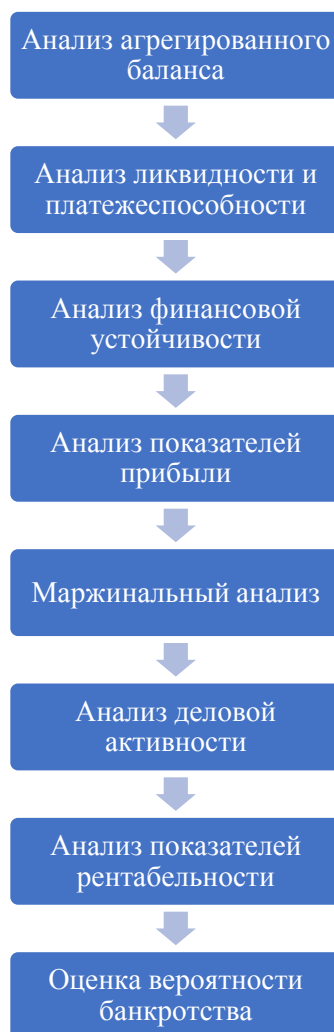 Анализ агрегированного
баланса
Анализ ликвидности и
платежеспособности
Анализ финансовой
устойчивости
Анализ показателей
прибыли
Маржинальный анализ
Анализ деловой
активности
Анализ показателей
рентабельности
Оценка вероятности
банкротства